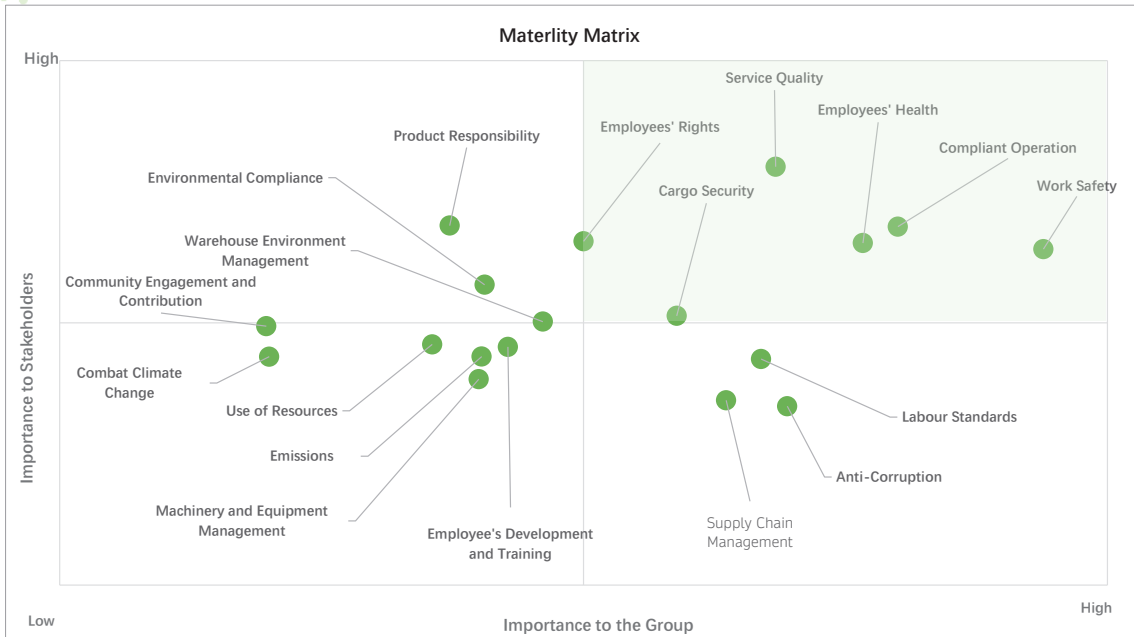 Materlity Matrix
High
Service Quality
Employees' Health
Employees' Rights
Product Responsibility
Compliant Operation
Environmental Compliance
Work Safety
Cargo Security
Warehouse Environment
Management
Community Engagement and
Contribution
Combat Climate
Change
Use of Resources
Labour Standards
Emissions
Anti-Corruption
Machinery and Equipment
Management
Supply Chain
Management
Employee's Development
and Training
Importance to Stakeholders
Low
High
Importance to the Group